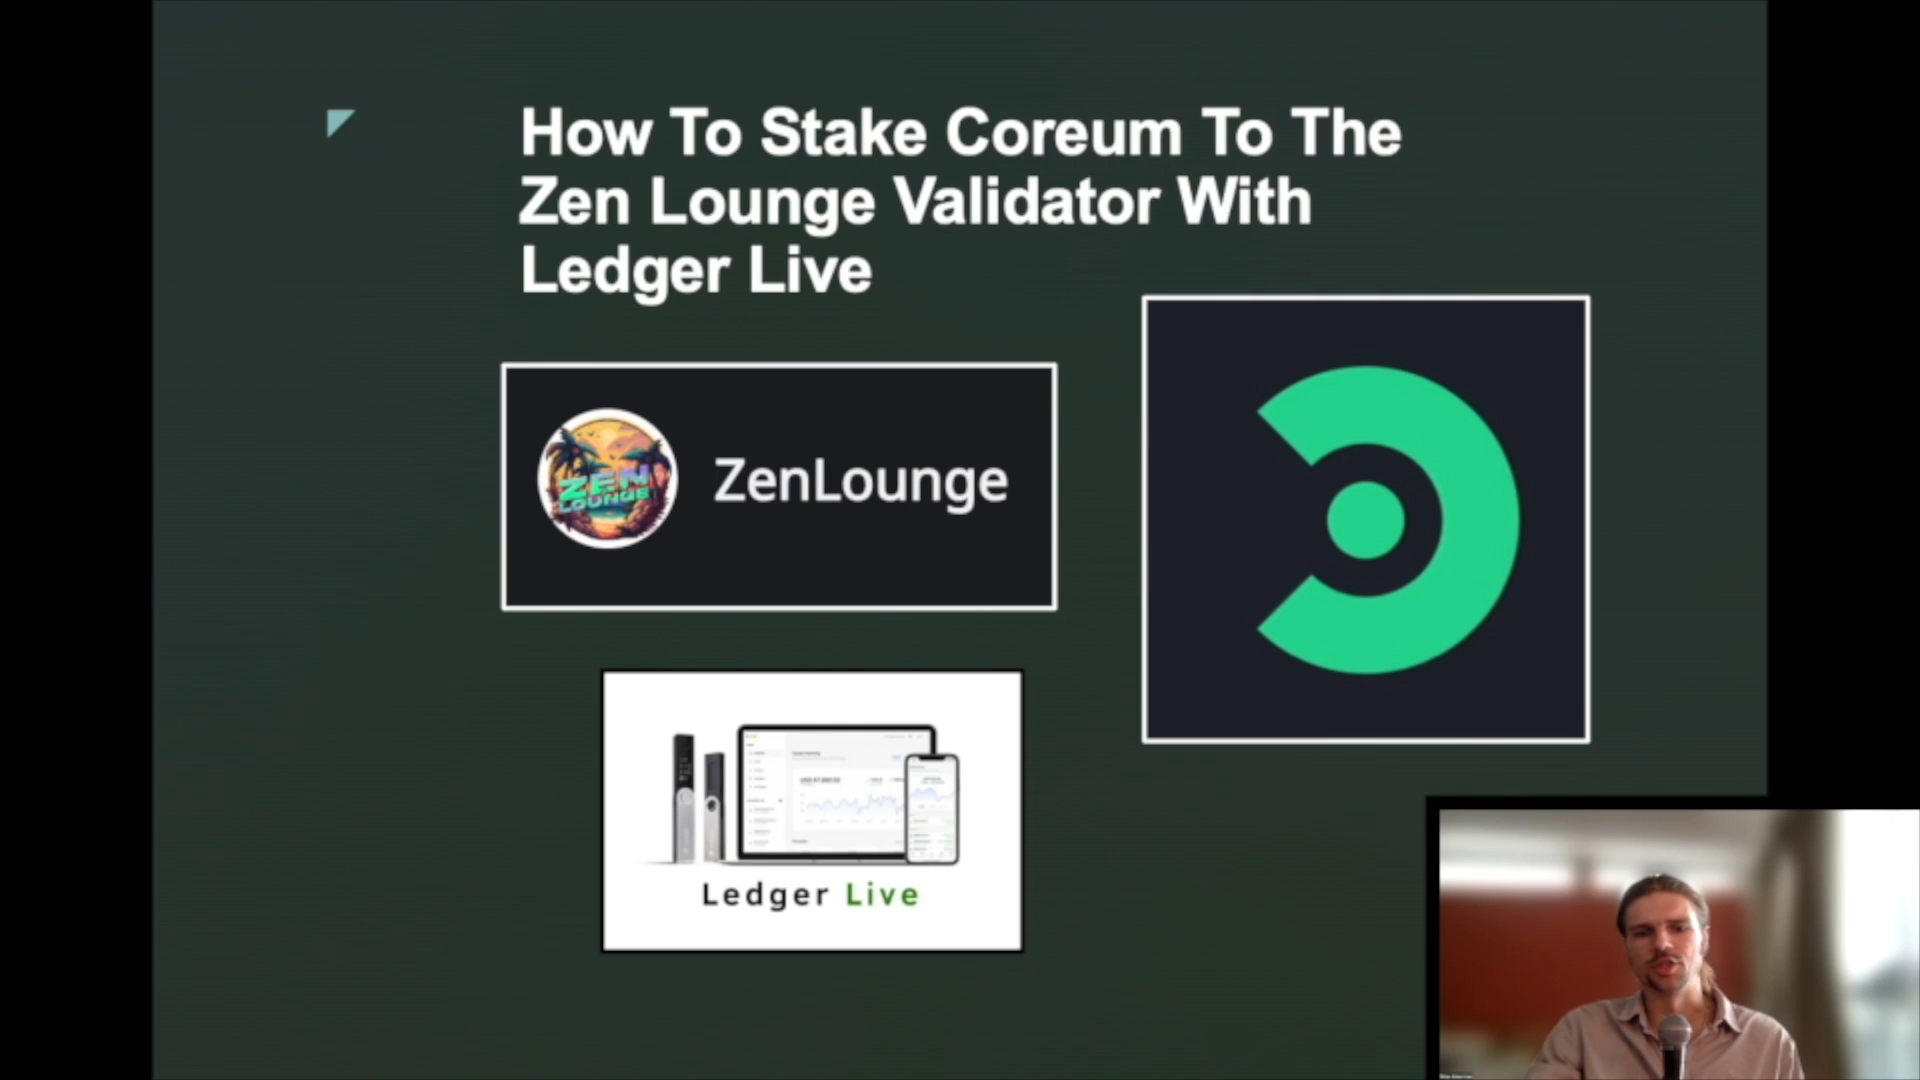 How To Stake Coreum To The
Zen Lounge Validator With
Ledger Live
ZEN
LOUNGE
ZenLounge
Ledger Live